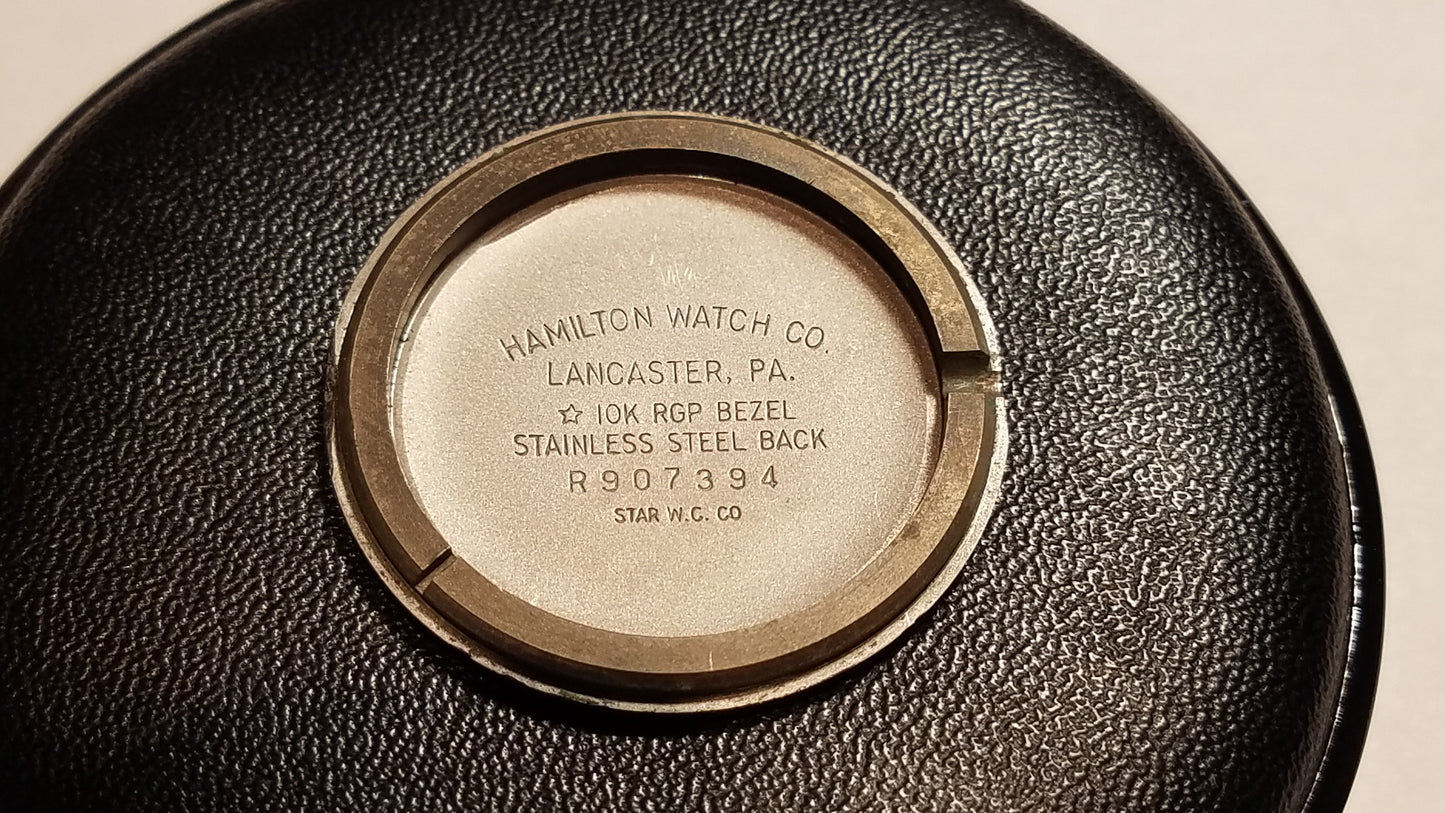 HAMILTON WATCH CO.
LANCASTER, PA.
☆ 10K RGP BEZEL
STAINLESS STEEL BACK
R907394
STAR W.C. CO